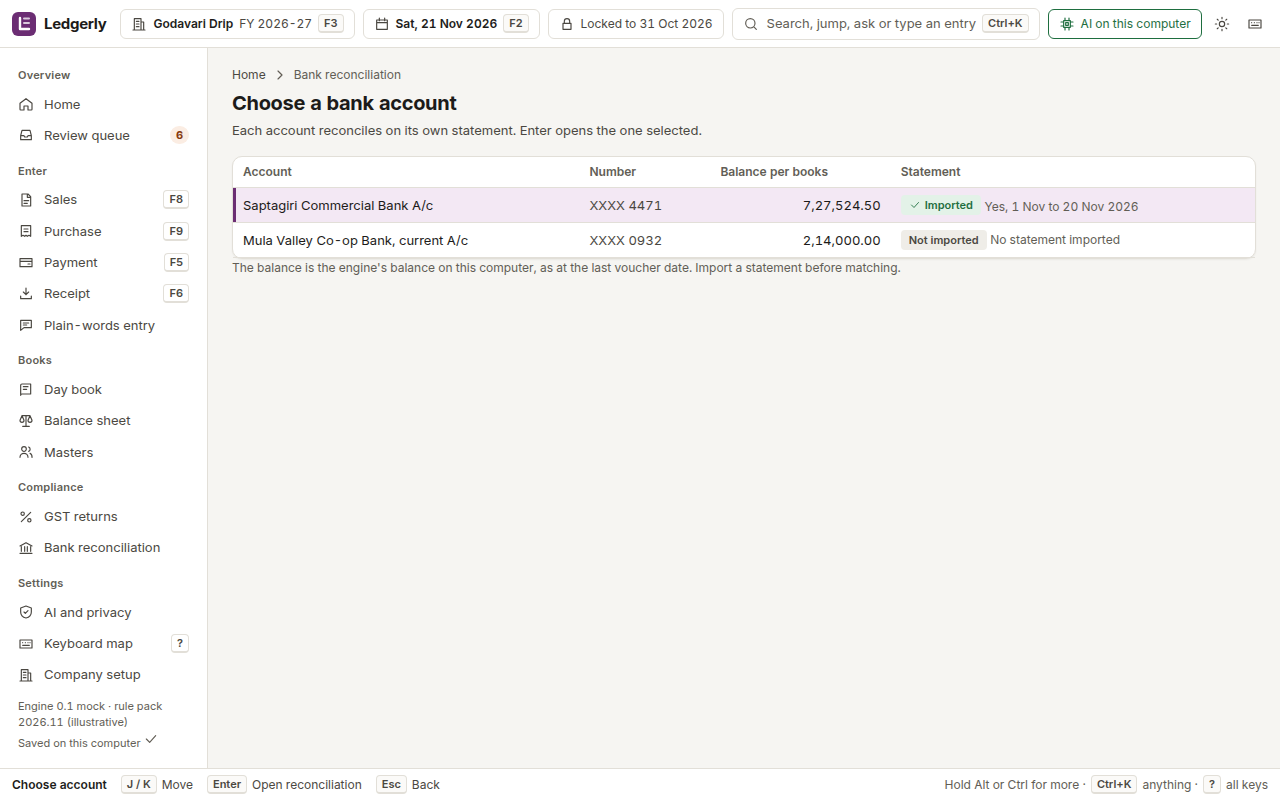 Ledgerly
Godavari Drip FY 2026-27 F3
Sat, 21 Nov 2026 F2
Locked to 31 Oct 2026
Search, jump, ask or type an entry Ctrl+K
AI on this computer
Overview
Home
Review queue 6
Enter
Sales F8
Purchase F9
Payment F5
Receipt F6
Plain-words entry
Books
Day book
Balance sheet
Masters
Compliance
GST returns
Bank reconciliation
Settings
AI and privacy
Keyboard map ?
Company setup
Engine 0.1 mock · rule pack
2026.11 (illustrative)
Saved on this computer
Home > Bank reconciliation
Choose a bank account
Each account reconciles on its own statement. Enter opens the one selected.
Account Number Balance per books Statement
Saptagiri Commercial Bank A/c XXXX 4471 7,27,524.50 Imported Yes, 1 Nov to 20 Nov 2026
Mula Valley Co-op Bank, current A/c XXXX 0932 2,14,000.00 Not imported No statement imported
The balance is the engine's balance on this computer, as at the last voucher date. Import a statement before matching.
Choose account J / K Move Enter Open reconciliation Esc Back
Hold Alt or Ctrl for more · Ctrl+K anything · ? all keys